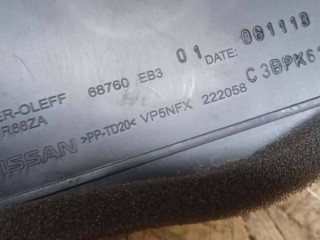 ER-OLEFF 68760 EB3 01 DATE: 061110
R86ZA
NISSAN >PP-TD20< VP5NFX 222058 C3BPK6